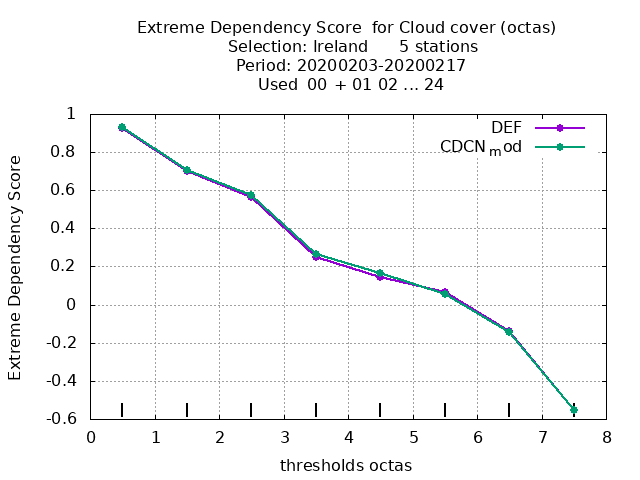 Extreme Dependency Score  for Cloud cover (octas)
Selection: Ireland      5 stations
Period: 20200203-20200217
Used  00  + 01 02 ... 24
DEF
CDCN_mod
Extreme Dependency Score
1
0.8
0.6
0.4
0.2
0
-0.2
-0.4
-0.6
0 1 2 3 4 5 6 7 8
thresholds octas